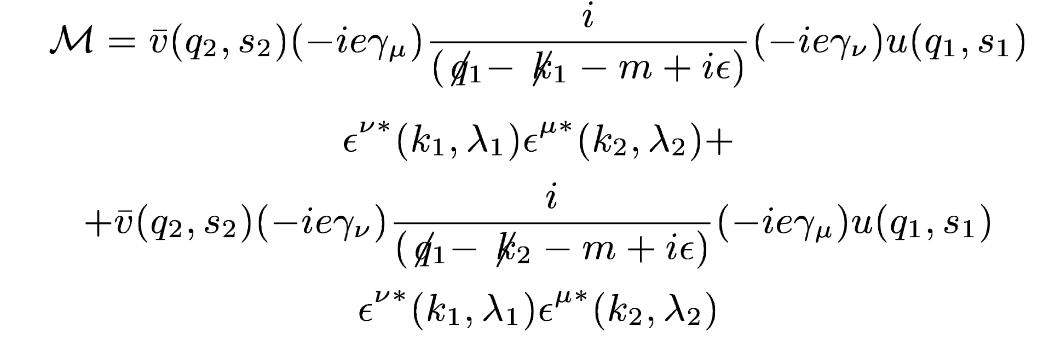 ℳ = v̄(q₂, s₂)(−ieγ_μ) i/(q̸₁ − k̸₁ − m + iϵ) (−ieγ_ν)u(q₁, s₁)
ϵ^{ν*}(k₁, λ₁)ϵ^{μ*}(k₂, λ₂)+
+v̄(q₂, s₂)(−ieγ_ν) i/(q̸₁ − k̸₂ − m + iϵ) (−ieγ_μ)u(q₁, s₁)
ϵ^{ν*}(k₁, λ₁)ϵ^{μ*}(k₂, λ₂)